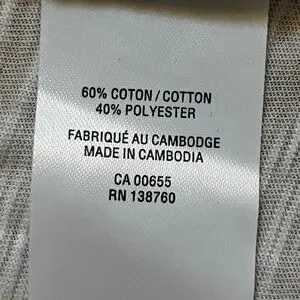 60% COTON / COTTON
40% POLYESTER
FABRIQUÉ AU CAMBODGE
MADE IN CAMBODIA
CA 00655
RN 138760